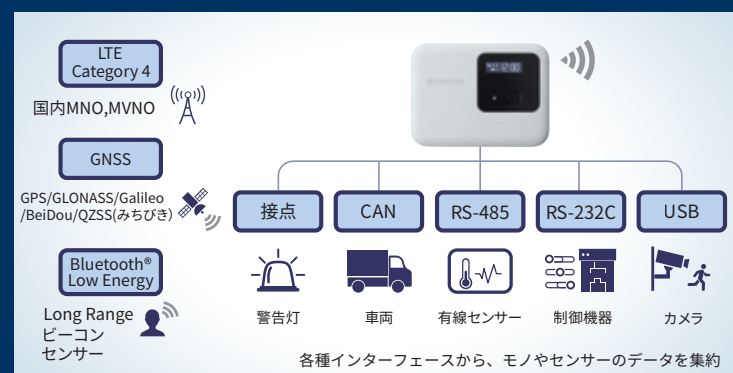 LTE
Category 4
国内MNO,MVNO
GNSS
GPS/GLONASS/Galileo
/BeiDou/QZSS(みちびき)
Bluetooth®
Low Energy
Long Range
ビーコン
センサー
接点
CAN
RS-485
RS-232C
USB
警告灯
車両
有線センサー
制御機器
カメラ
各種インターフェースから、モノやセンサーのデータを集約